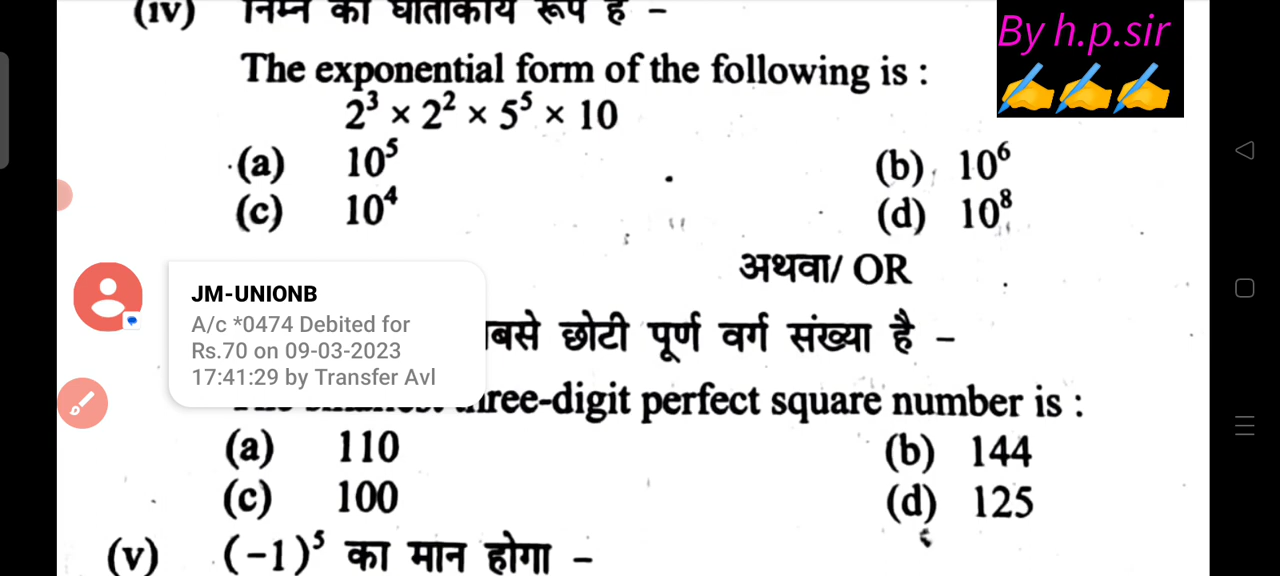 (iv) निम्न का घातांकीय रूप है –
By h.p.sir
The exponential form of the following is :
2³ × 2² × 5⁵ × 10
(a) 10⁵ (b) 10⁶
(c) 10⁴ (d) 10⁸
अथवा/ OR
JM-UNIONB
A/c *0474 Debited for
Rs.70 on 09-03-2023
17:41:29 by Transfer Avl
छोटी पूर्ण वर्ग संख्या है –
three-digit perfect square number is :
(a) 110 (b) 144
(c) 100 (d) 125
(v) (−1)⁵ का मान होगा –